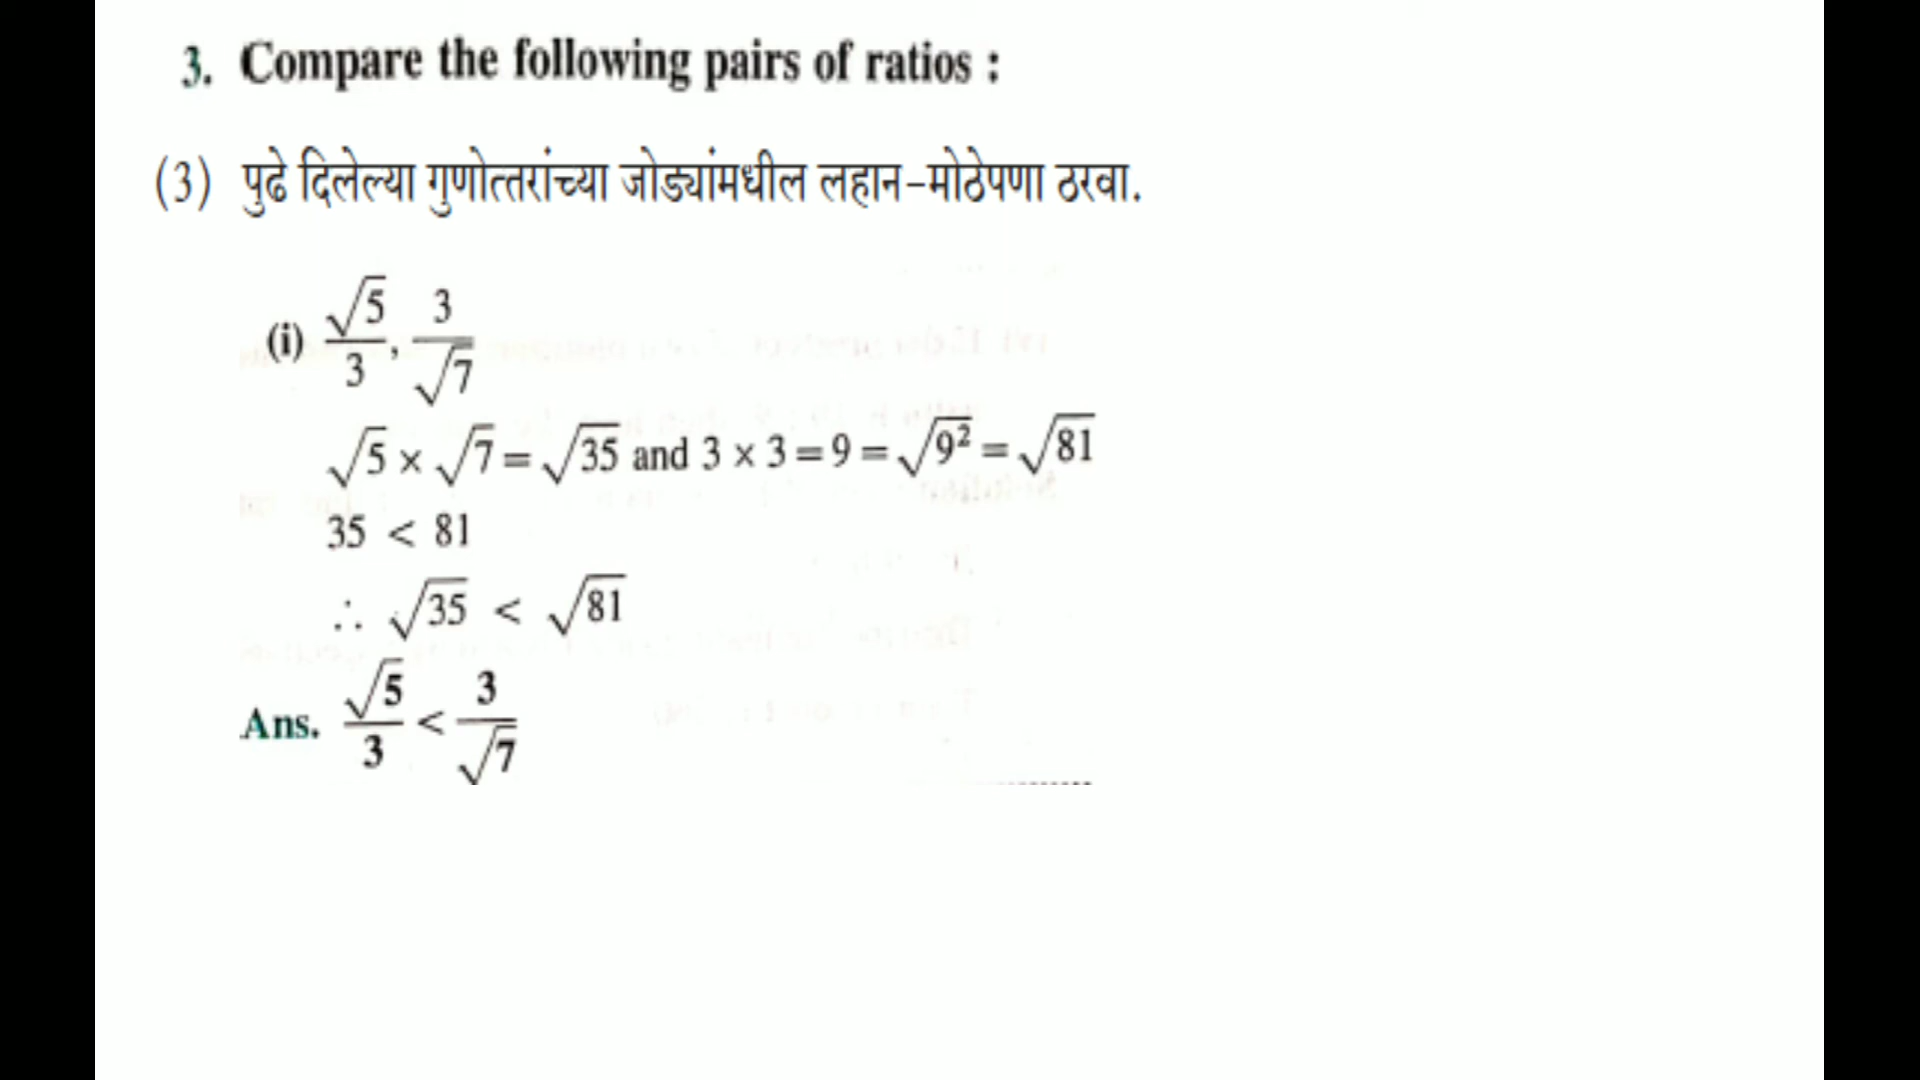 3. Compare the following pairs of ratios :
(3) पुढे दिलेल्या गुणोत्तरांच्या जोड्यांमधील लहान-मोठेपणा ठरवा.
(i) √5/3, 3/√7
√5 × √7 = √35 and 3 × 3 = 9 = √9² = √81
35 < 81
∴ √35 < √81
Ans. √5/3 < 3/√7